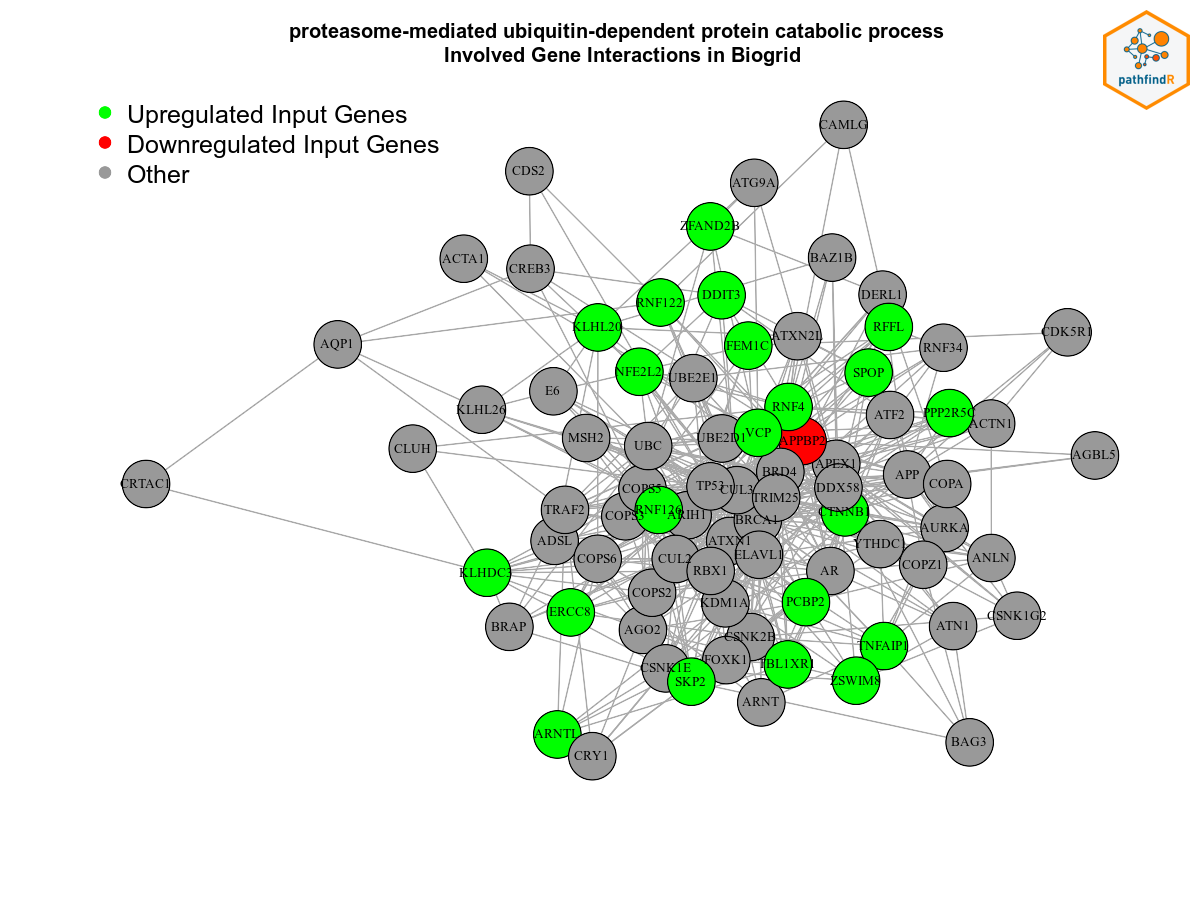 proteasome-mediated ubiquitin-dependent protein catabolic process
Involved Gene Interactions in Biogrid
pathfindR
Upregulated Input Genes
Downregulated Input Genes
Other
CAMLG
CDS2
ATG9A
ZFAND2B
ACTA1
CREB3
BAZ1B
DERL1
RNF122
DDIT3
KLHL20
RFFL
CDK5R1
AQP1
FEM1C
ATXN2L
RNF34
NFE2L2
UBE2E1
SPOP
E6
KLHL26
RNF4
ATF2
PPP2R5C
ACTN1
CLUH
MSH2
UBC
UBE2D1
VCP
APPBP2
AGBL5
CRTAC1
BRD4
APEX1
APP
COPA
COPS5
TP53
CUL3
DDX58
TRIM25
TRAF2
COPS3
RNF126
ARIH1
BRCA1
CTNNB1
AURKA
ADSL
ATXN1
YTHDC1
COPS6
CUL2
ELAVL1
COPZ1
ANLN
KLHDC3
RBX1
AR
COPS2
KDM1A
PCBP2
ERCC8
CSNK1G2
BRAP
AGO2
CSNK2B
ATN1
TNFAIP1
CSNK1E
FOXK1
TBL1XR1
SKP2
ZSWIM8
ARNT
ARNTL
CRY1
BAG3